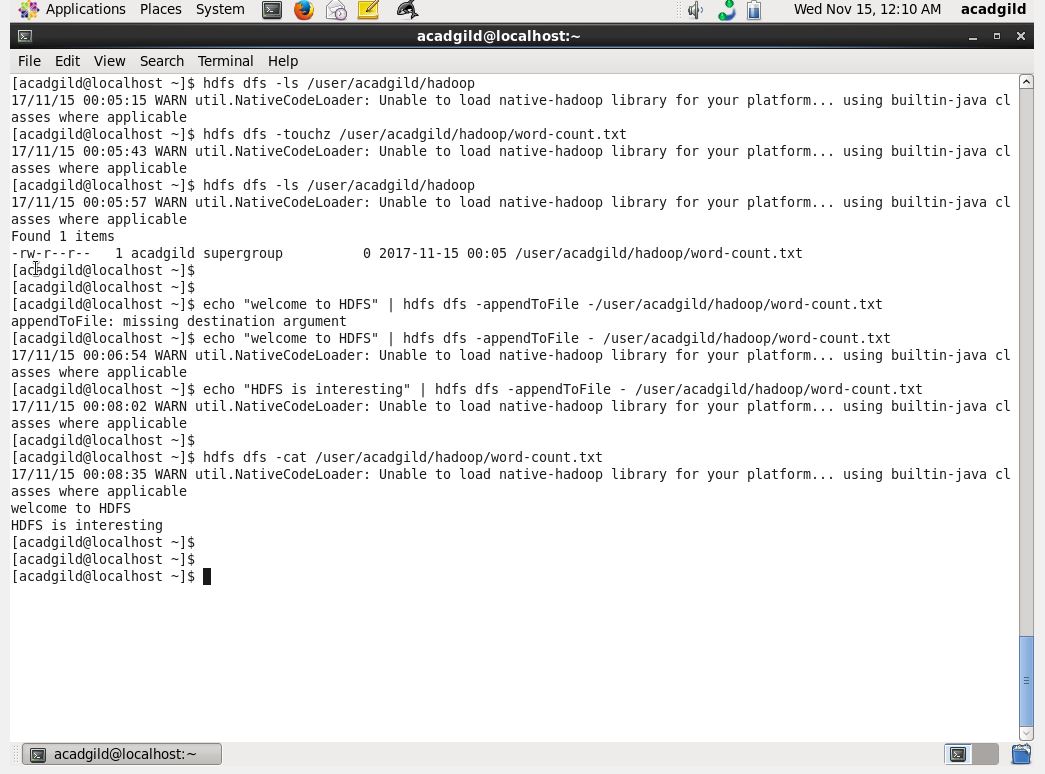 Applications Places System Wed Nov 15, 12:10 AM acadgild
acadgild@localhost:~
File Edit View Search Terminal Help
[acadgild@localhost ~]$ hdfs dfs -ls /user/acadgild/hadoop
17/11/15 00:05:15 WARN util.NativeCodeLoader: Unable to load native-hadoop library for your platform... using builtin-java cl
asses where applicable
[acadgild@localhost ~]$ hdfs dfs -touchz /user/acadgild/hadoop/word-count.txt
17/11/15 00:05:43 WARN util.NativeCodeLoader: Unable to load native-hadoop library for your platform... using builtin-java cl
asses where applicable
[acadgild@localhost ~]$ hdfs dfs -ls /user/acadgild/hadoop
17/11/15 00:05:57 WARN util.NativeCodeLoader: Unable to load native-hadoop library for your platform... using builtin-java cl
asses where applicable
Found 1 items
-rw-r--r--   1 acadgild supergroup          0 2017-11-15 00:05 /user/acadgild/hadoop/word-count.txt
[acadgild@localhost ~]$
[acadgild@localhost ~]$
[acadgild@localhost ~]$ echo "welcome to HDFS" | hdfs dfs -appendToFile -/user/acadgild/hadoop/word-count.txt
appendToFile: missing destination argument
[acadgild@localhost ~]$ echo "welcome to HDFS" | hdfs dfs -appendToFile - /user/acadgild/hadoop/word-count.txt
17/11/15 00:06:54 WARN util.NativeCodeLoader: Unable to load native-hadoop library for your platform... using builtin-java cl
asses where applicable
[acadgild@localhost ~]$ echo "HDFS is interesting" | hdfs dfs -appendToFile - /user/acadgild/hadoop/word-count.txt
17/11/15 00:08:02 WARN util.NativeCodeLoader: Unable to load native-hadoop library for your platform... using builtin-java cl
asses where applicable
[acadgild@localhost ~]$
[acadgild@localhost ~]$ hdfs dfs -cat /user/acadgild/hadoop/word-count.txt
17/11/15 00:08:35 WARN util.NativeCodeLoader: Unable to load native-hadoop library for your platform... using builtin-java cl
asses where applicable
welcome to HDFS
HDFS is interesting
[acadgild@localhost ~]$
[acadgild@localhost ~]$
[acadgild@localhost ~]$
acadgild@localhost:~